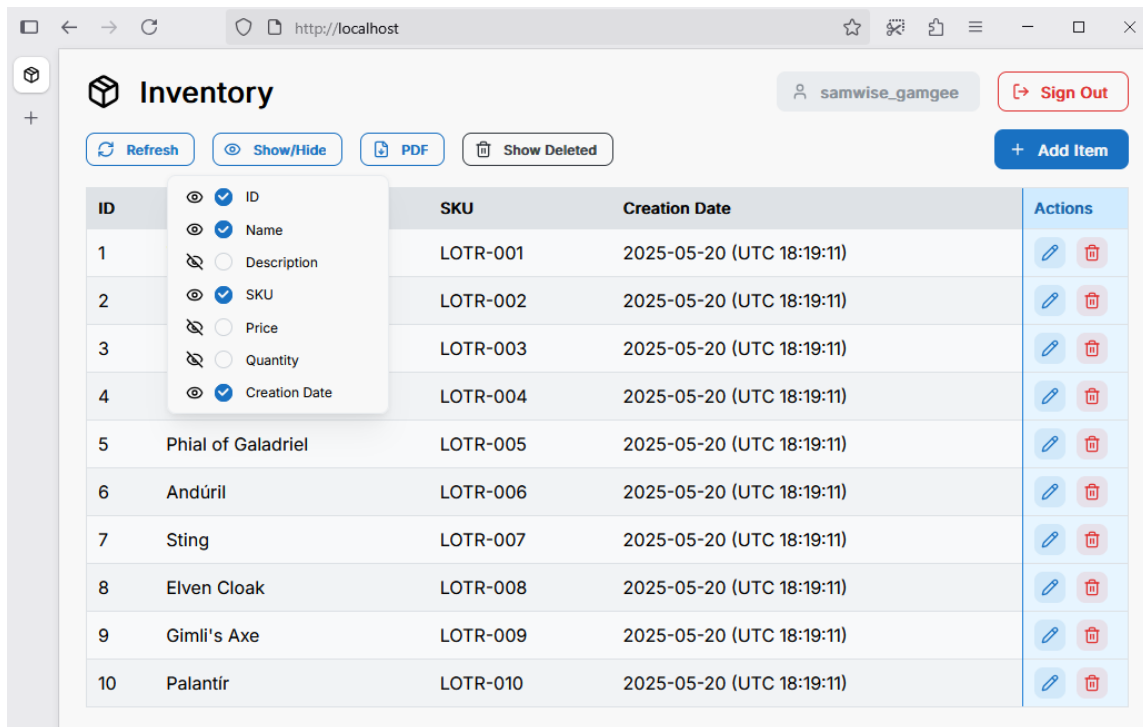 http://localhost
Inventory
samwise_gamgee
Sign Out
Refresh
Show/Hide
PDF
Show Deleted
+ Add Item
ID
SKU
Creation Date
Actions
ID
Name
Description
SKU
Price
Quantity
Creation Date
1 LOTR-001 2025-05-20 (UTC 18:19:11)
2 LOTR-002 2025-05-20 (UTC 18:19:11)
3 LOTR-003 2025-05-20 (UTC 18:19:11)
4 LOTR-004 2025-05-20 (UTC 18:19:11)
5 Phial of Galadriel LOTR-005 2025-05-20 (UTC 18:19:11)
6 Andúril LOTR-006 2025-05-20 (UTC 18:19:11)
7 Sting LOTR-007 2025-05-20 (UTC 18:19:11)
8 Elven Cloak LOTR-008 2025-05-20 (UTC 18:19:11)
9 Gimli's Axe LOTR-009 2025-05-20 (UTC 18:19:11)
10 Palantír LOTR-010 2025-05-20 (UTC 18:19:11)